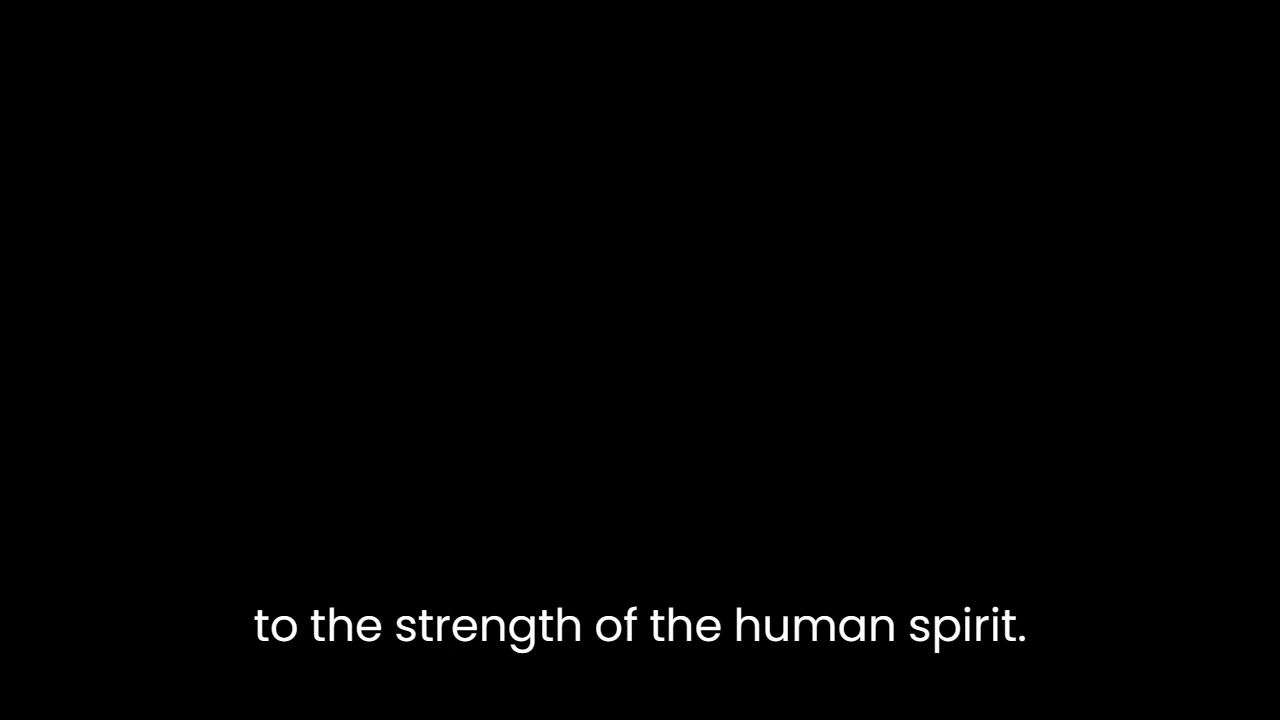 to the strength of the human spirit.